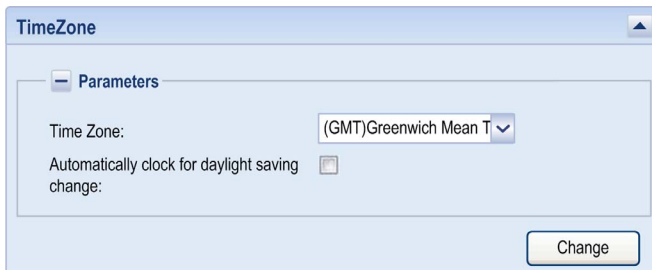 TimeZone
Parameters
Time Zone:
(GMT)Greenwich Mean T
Automatically clock for daylight saving
change:
Change